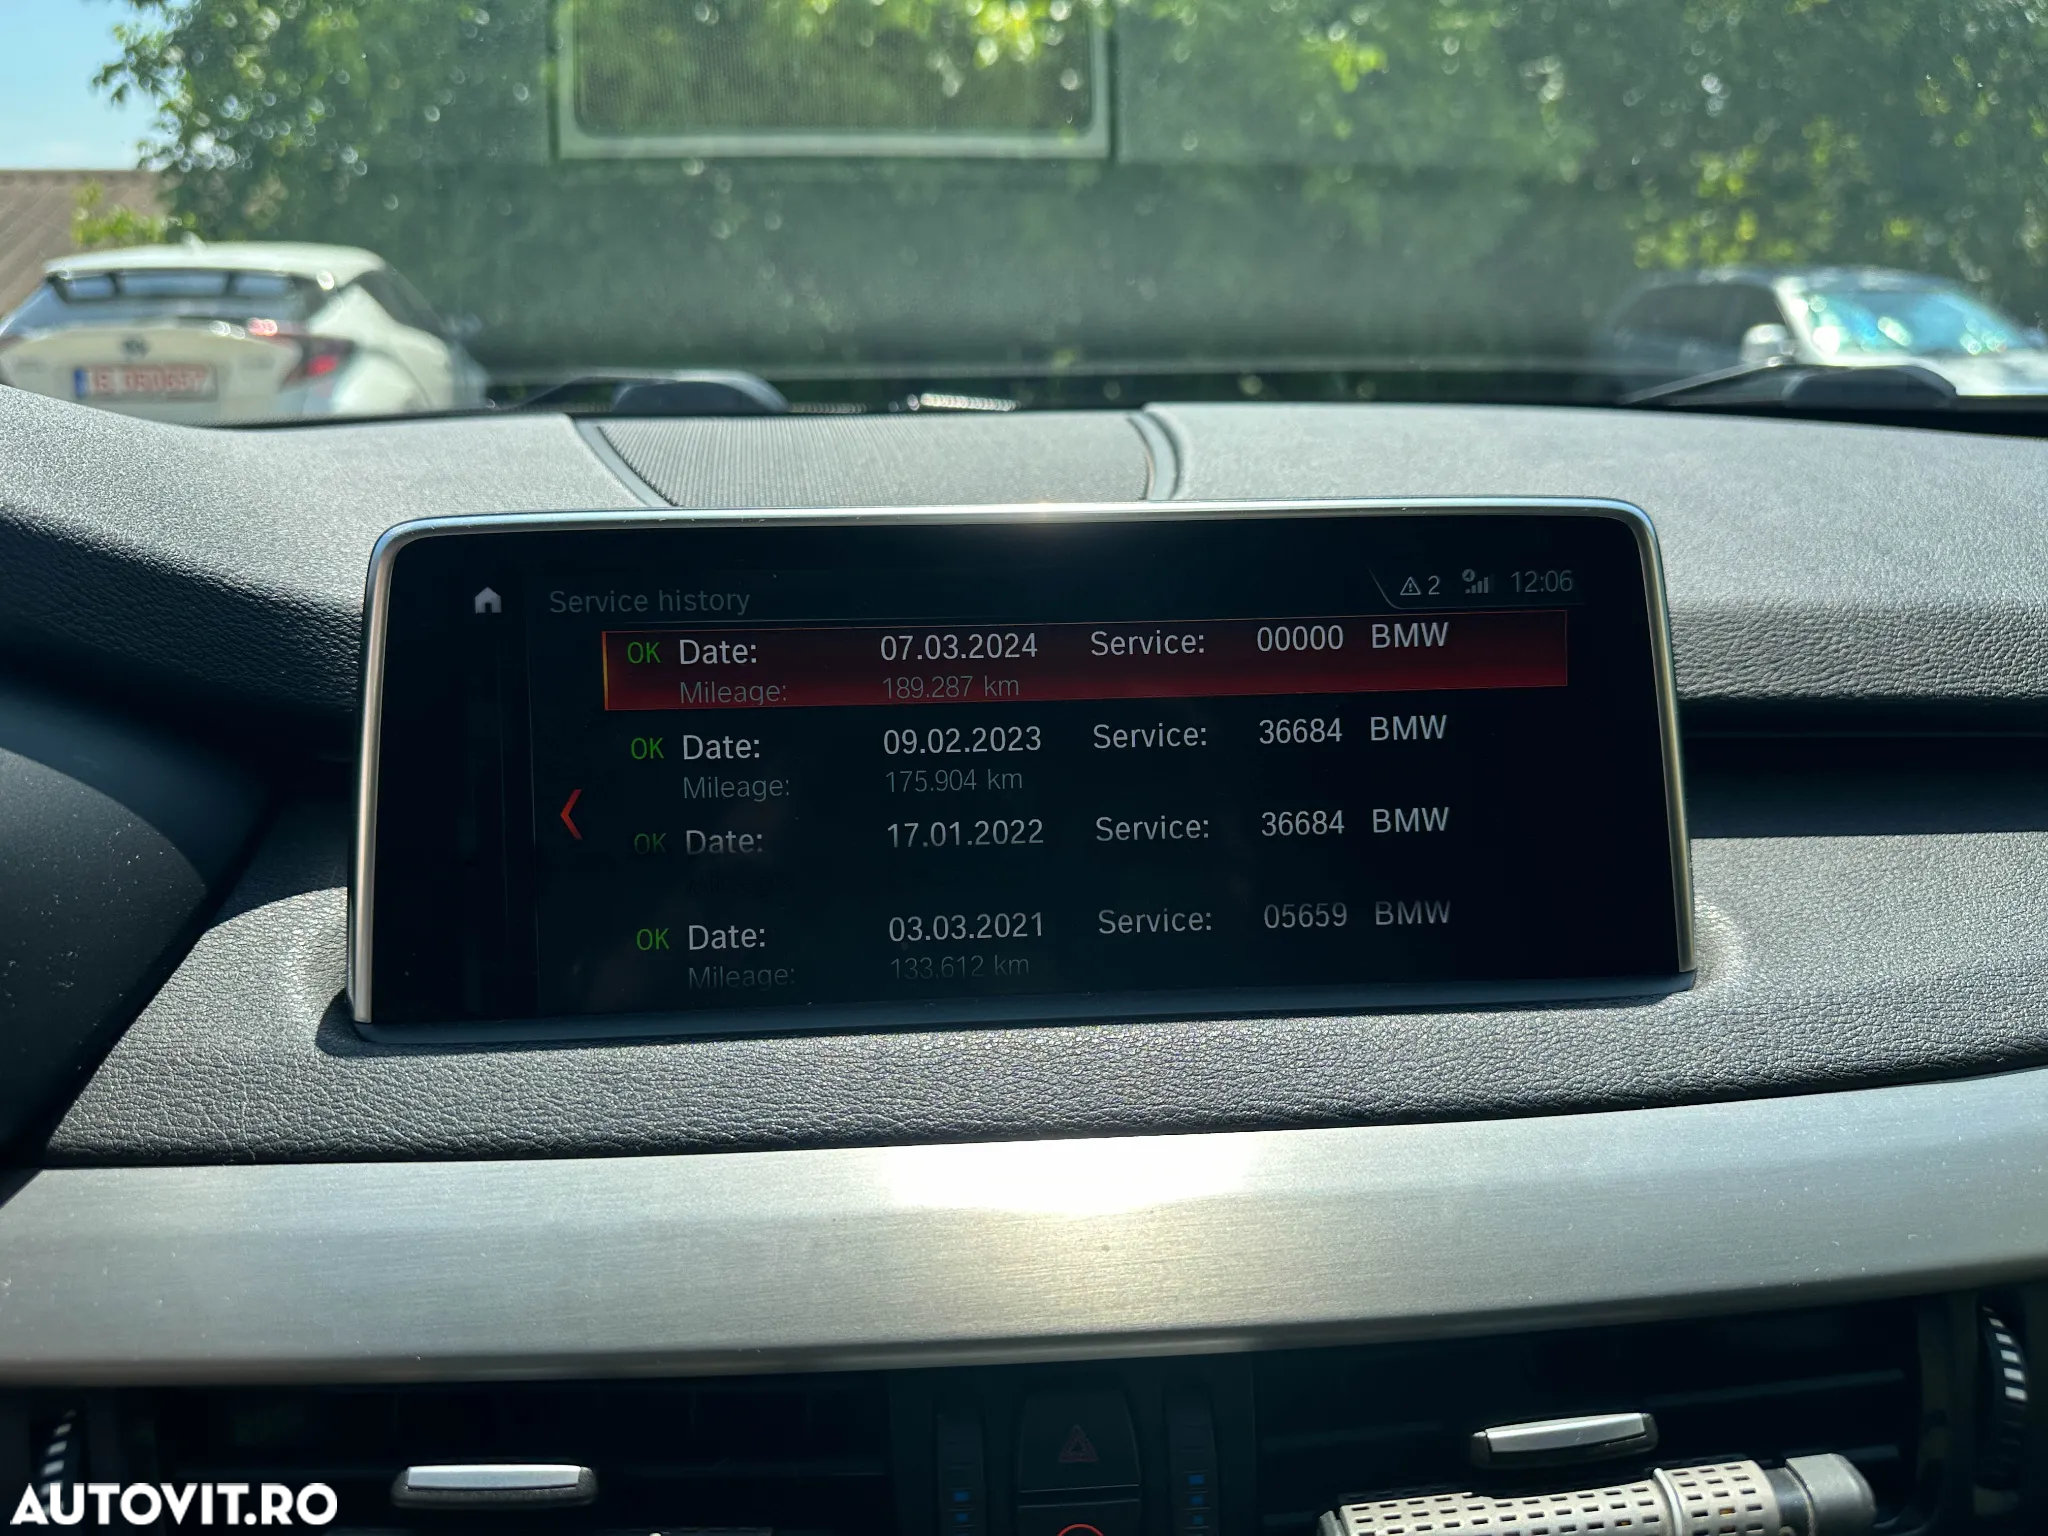 Service history
2
12:06
OK Date: 07.03.2024 Service: 00000 BMW
Mileage: 189.287 km
OK Date: 09.02.2023 Service: 36684 BMW
Mileage: 175.904 km
OK Date: 17.01.2022 Service: 36684 BMW
OK Date: 03.03.2021 Service: 05659 BMW
Mileage: 133.612 km
AUTOVIT.RO